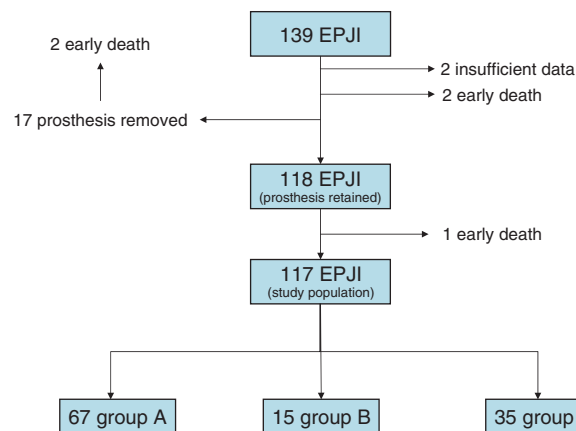 139 EPJI
2 early death
2 insufficient data
2 early death
17 prosthesis removed
118 EPJI
(prosthesis retained)
1 early death
117 EPJI
(study population)
67 group A
15 group B
35 group